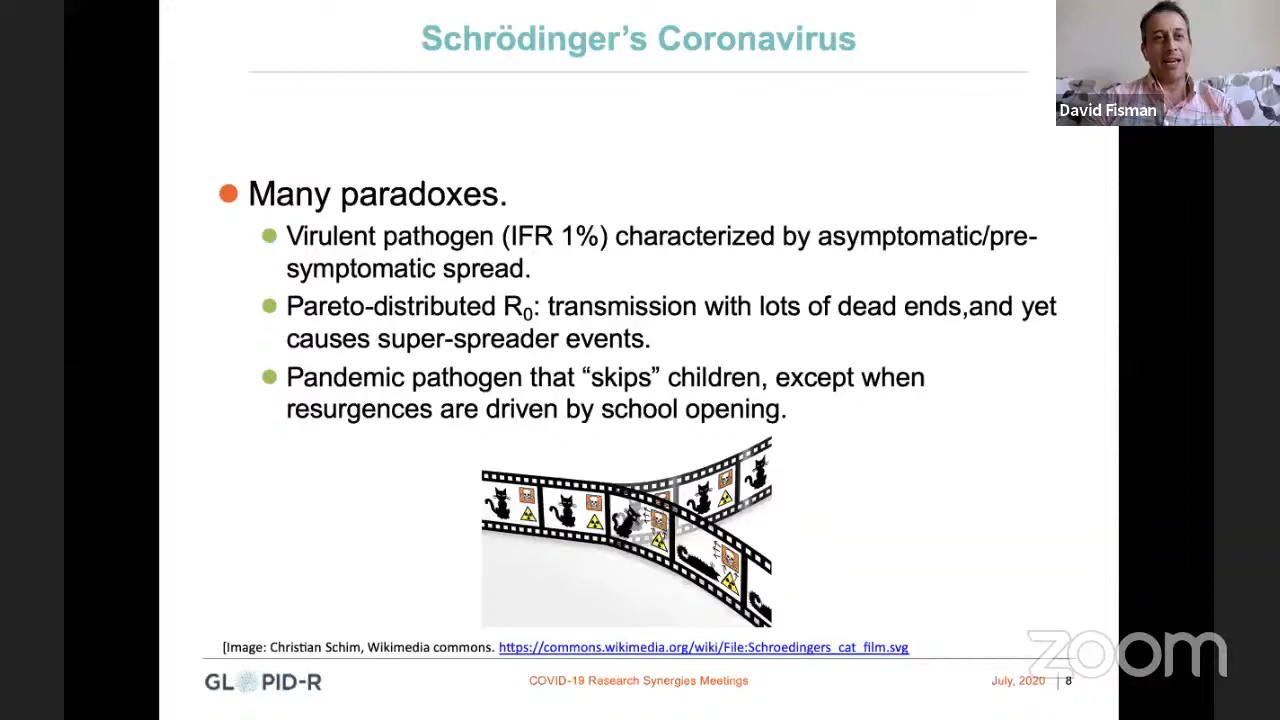 Schrödinger’s Coronavirus
David Fisman
Many paradoxes.
Virulent pathogen (IFR 1%) characterized by asymptomatic/pre-
symptomatic spread.
Pareto-distributed R₀: transmission with lots of dead ends,and yet
causes super-spreader events.
Pandemic pathogen that “skips” children, except when
resurgences are driven by school opening.
[Image: Christian Schim, Wikimedia commons. https://commons.wikimedia.org/wiki/File:Schroedingers_cat_film.svg
GL PID-R
COVID-19 Research Synergies Meetings
July, 2020
8
zoom